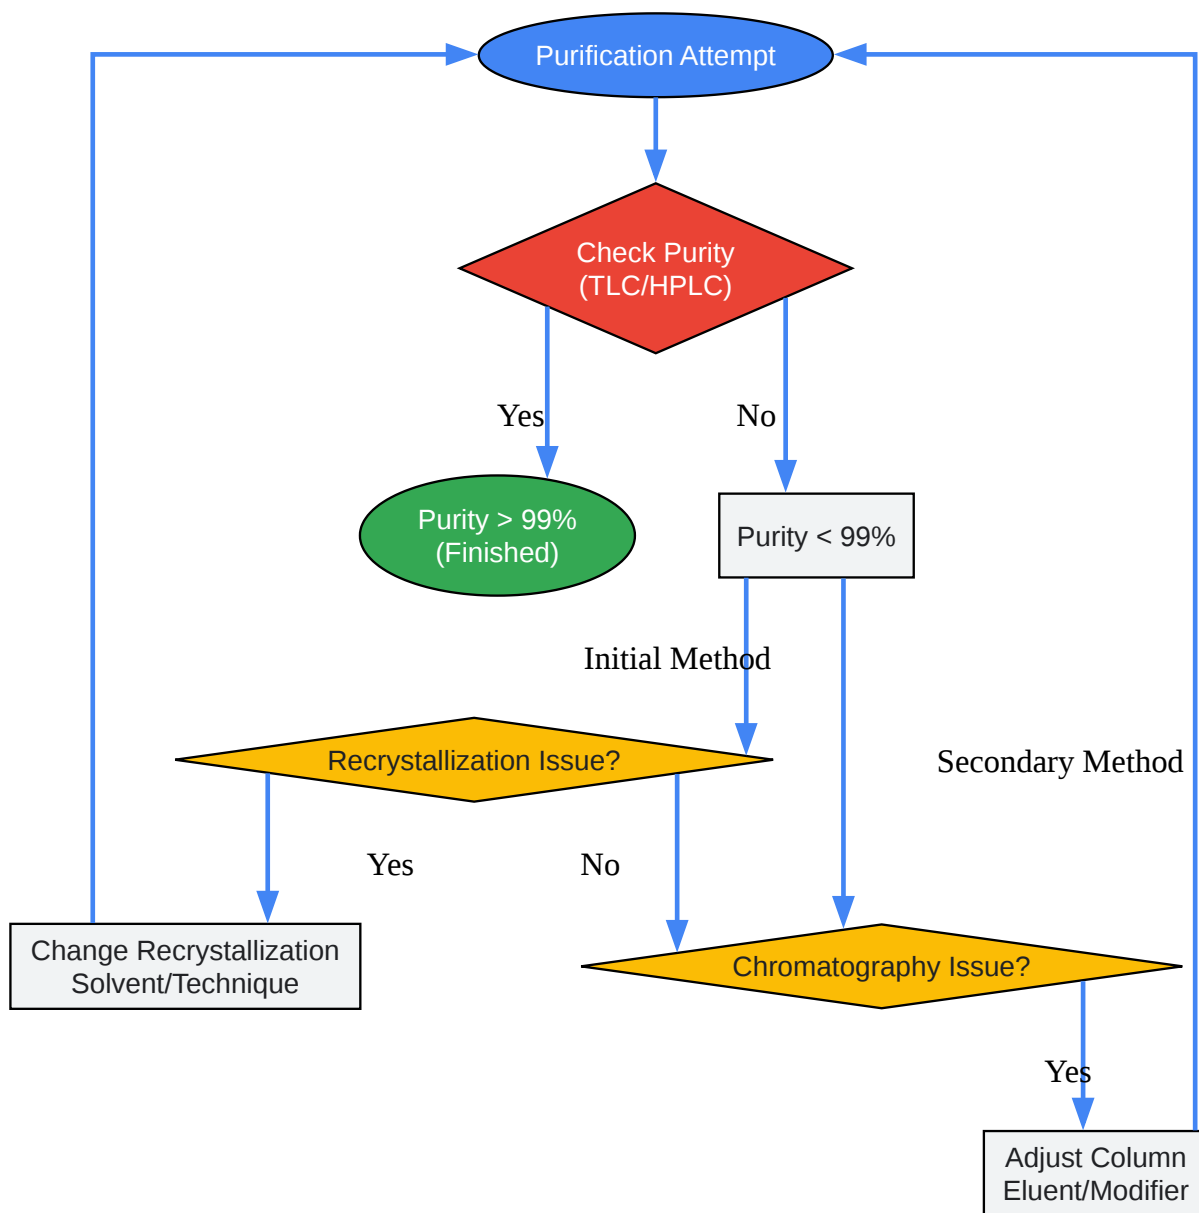 Purification Attempt
Check Purity
(TLC/HPLC)
Yes
No
Purity > 99%
(Finished)
Purity < 99%
Initial Method
Recrystallization Issue?
Secondary Method
Yes
No
Change Recrystallization
Solvent/Technique
Chromatography Issue?
Yes
Adjust Column
Eluent/Modifier